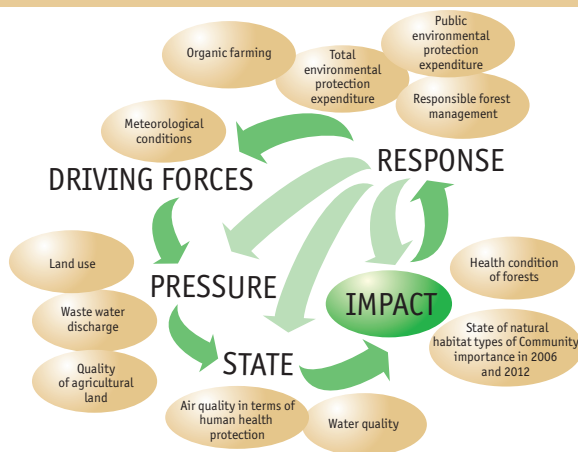 Public
environmental
protection
expenditure
Organic farming
Total
environmental
protection
expenditure
Responsible forest
management
Meteorological
conditions
RESPONSE
DRIVING FORCES
Land use
PRESSURE
Health condition
of forests
IMPACT
Waste water
discharge
State of natural
habitat types of Community
importance in 2006
and 2012
STATE
Quality
of agricultural
land
Air quality in terms of
human health
protection
Water quality